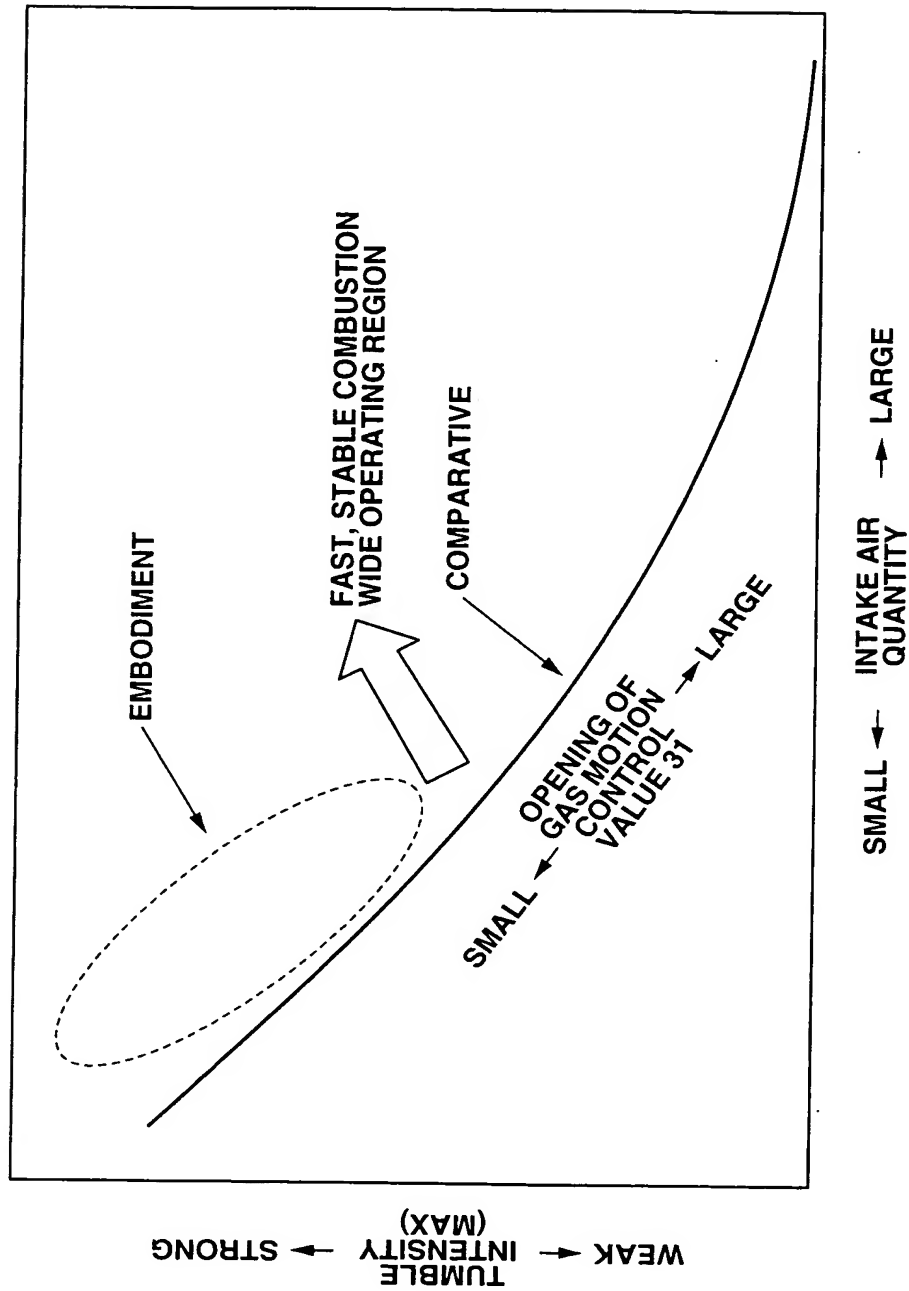 EMBODIMENT
FAST, STABLE COMBUSTION
WIDE OPERATING REGION
COMPARATIVE
OPENING OF
GAS MOTION
CONTROL
VALUE 31
SMALL ← → LARGE
TUMBLE
INTENSITY
(MAX)
WEAK ← → STRONG
SMALL ← INTAKE AIR
QUANTITY → LARGE